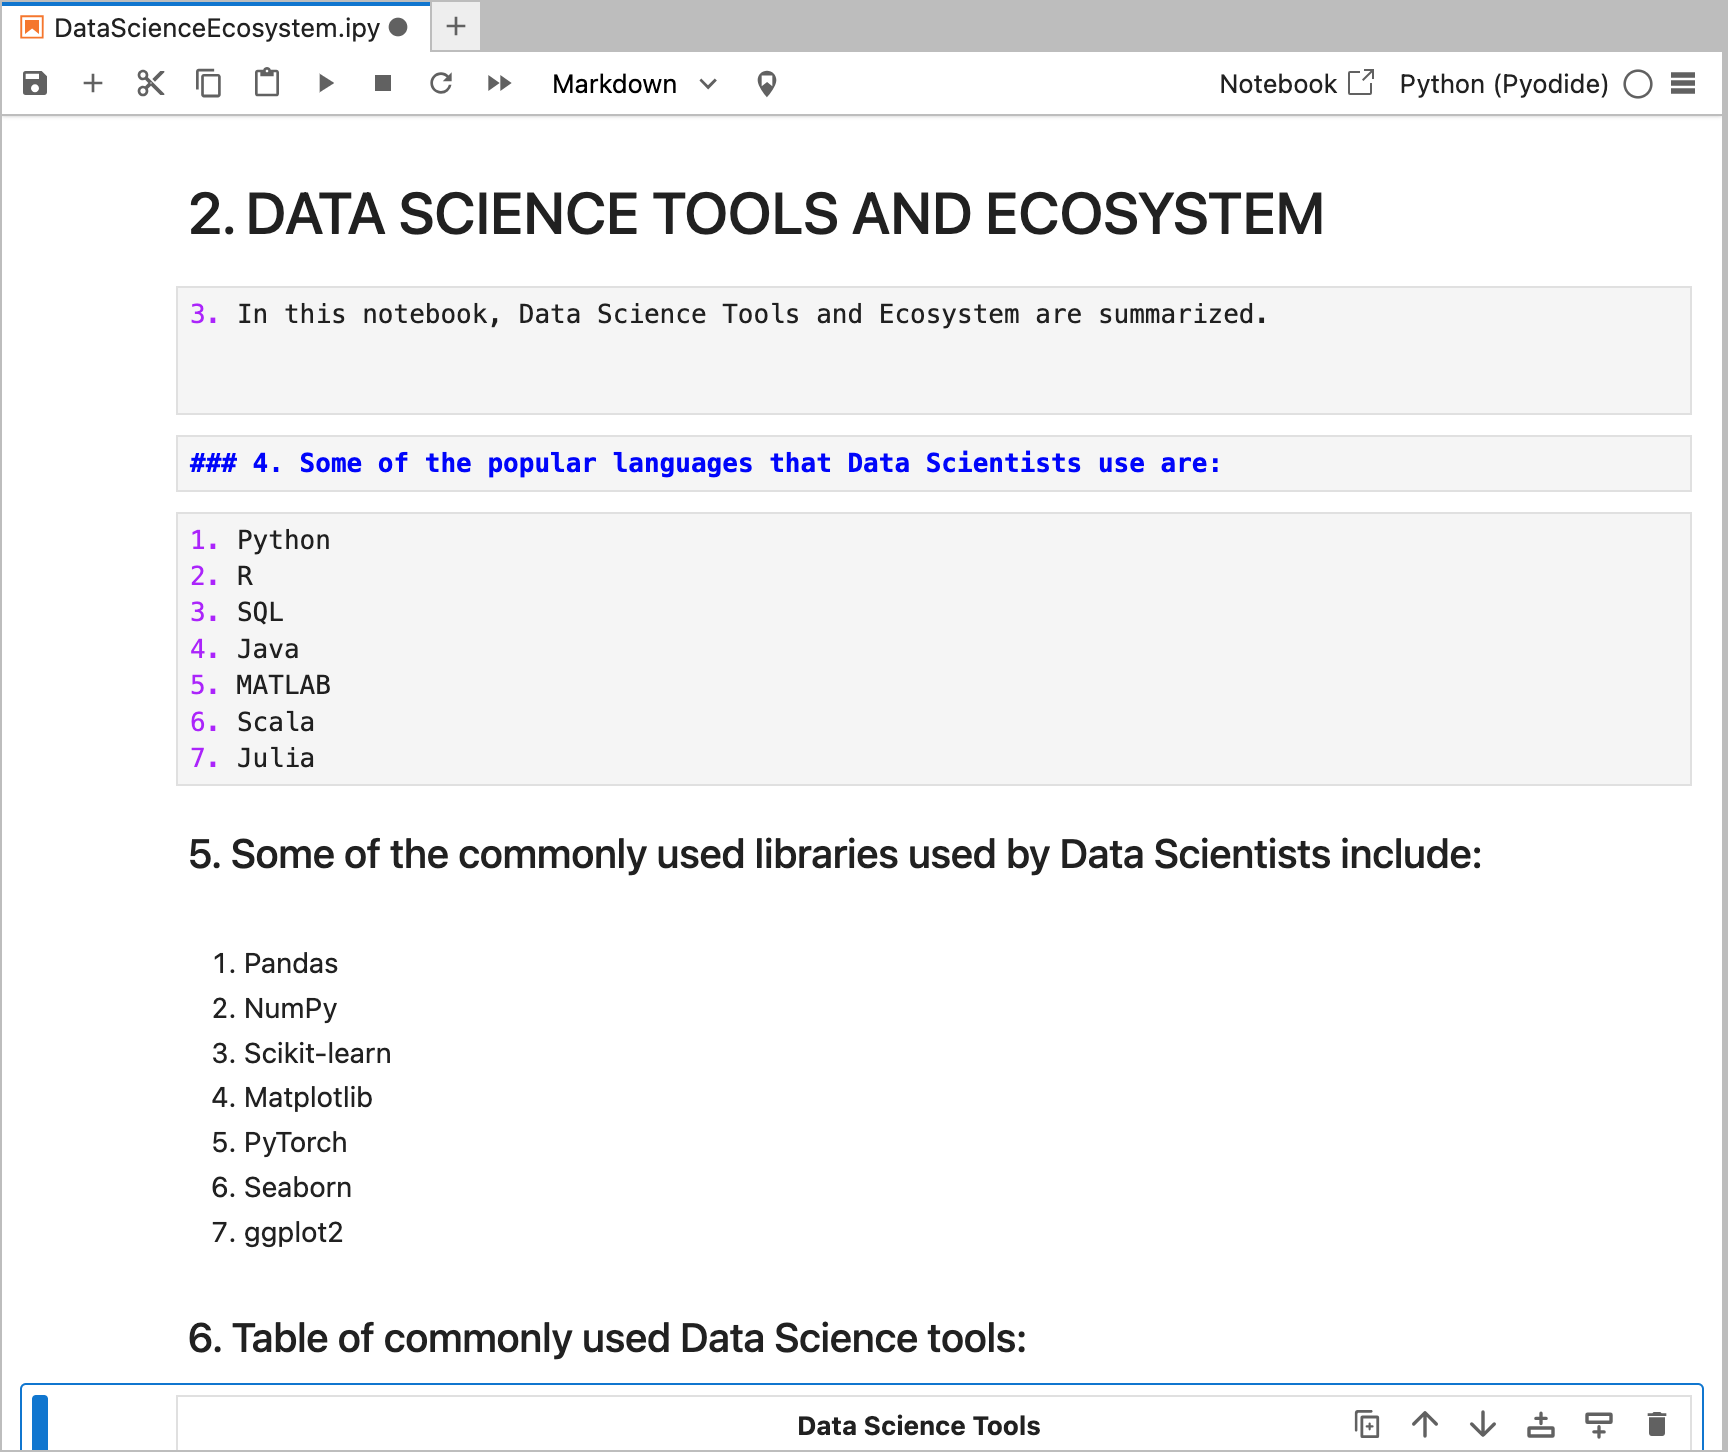 DataScienceEcosystem.ipy
Markdown
Notebook
Python (Pyodide)
2. DATA SCIENCE TOOLS AND ECOSYSTEM
3. In this notebook, Data Science Tools and Ecosystem are summarized.
### 4. Some of the popular languages that Data Scientists use are:
1. Python
2. R
3. SQL
4. Java
5. MATLAB
6. Scala
7. Julia
5. Some of the commonly used libraries used by Data Scientists include:
1. Pandas
2. NumPy
3. Scikit-learn
4. Matplotlib
5. PyTorch
6. Seaborn
7. ggplot2
6. Table of commonly used Data Science tools:
Data Science Tools